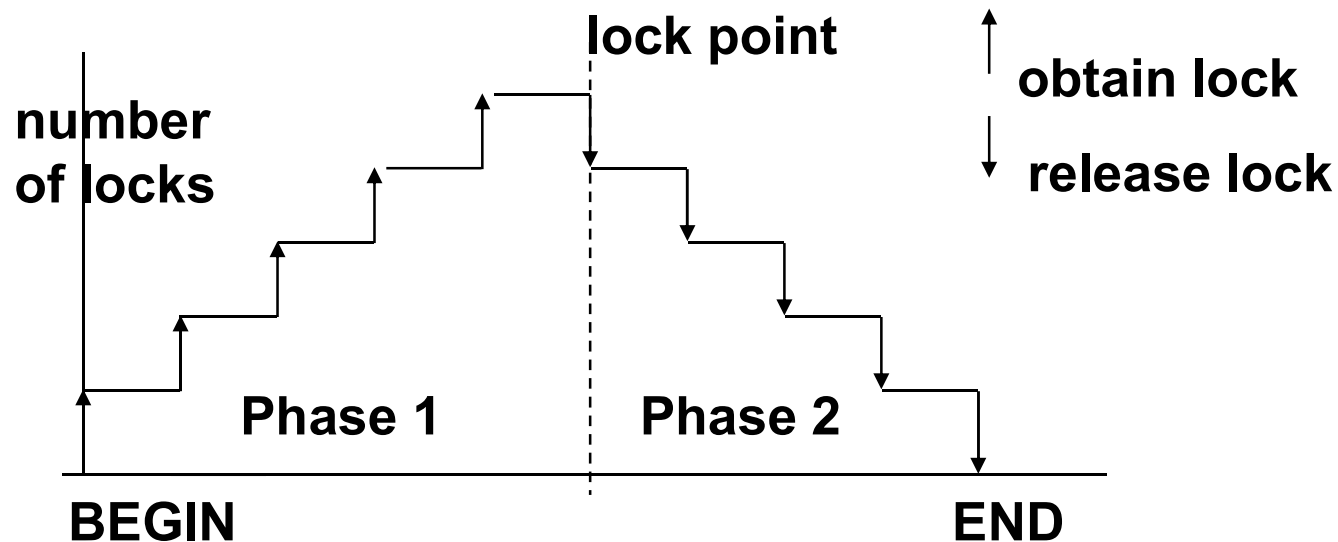 lock point
obtain lock
release lock
number
of locks
Phase 1
Phase 2
BEGIN
END